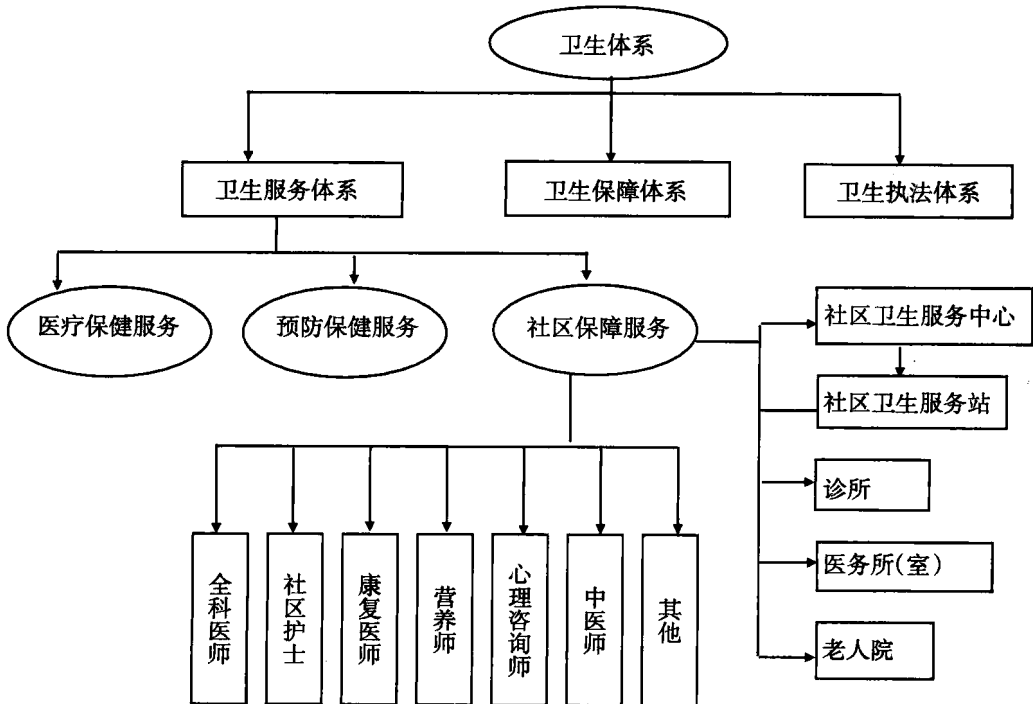 卫生体系
卫生服务体系
卫生保障体系
卫生执法体系
医疗保健服务
预防保健服务
社区保障服务
社区卫生服务中心
社区卫生服务站
诊所
医务所(室)
老人院
全科医师
社区护士
康复医师
营养师
心理咨询师
中医师
其他